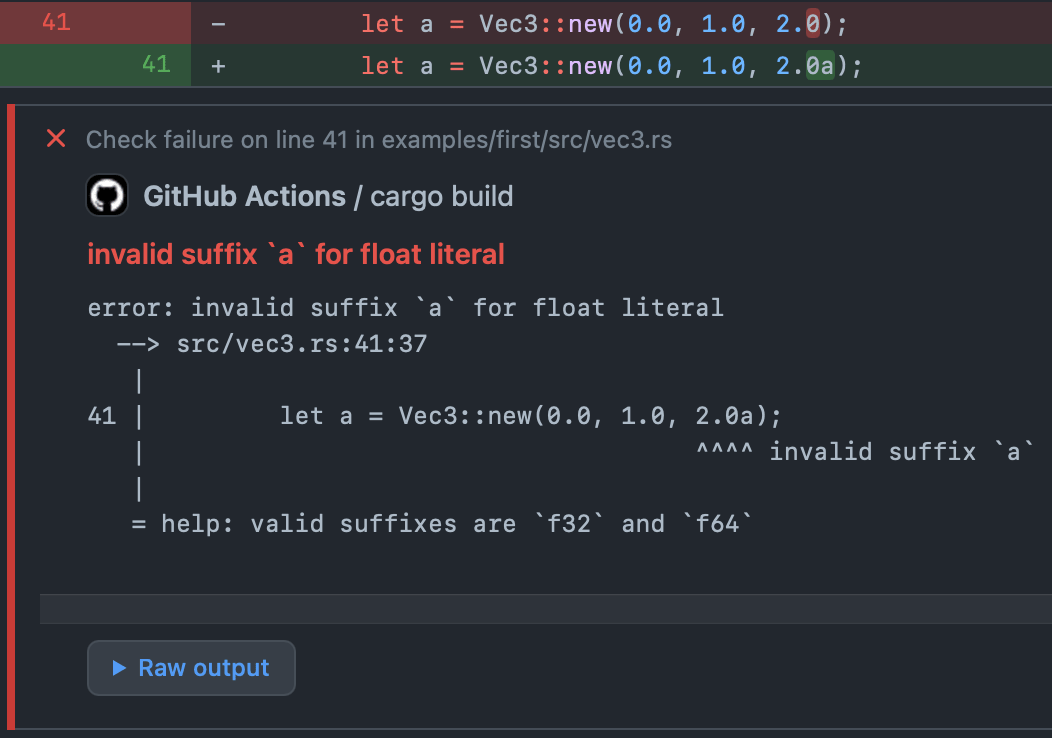 41 - let a = Vec3::new(0.0, 1.0, 2.0);
41 + let a = Vec3::new(0.0, 1.0, 2.0a);
Check failure on line 41 in examples/first/src/vec3.rs
GitHub Actions / cargo build
invalid suffix `a` for float literal
error: invalid suffix `a` for float literal
  --> src/vec3.rs:41:37
   |
41 |         let a = Vec3::new(0.0, 1.0, 2.0a);
   |                                     ^^^^ invalid suffix `a`
   |
   = help: valid suffixes are `f32` and `f64`
Raw output